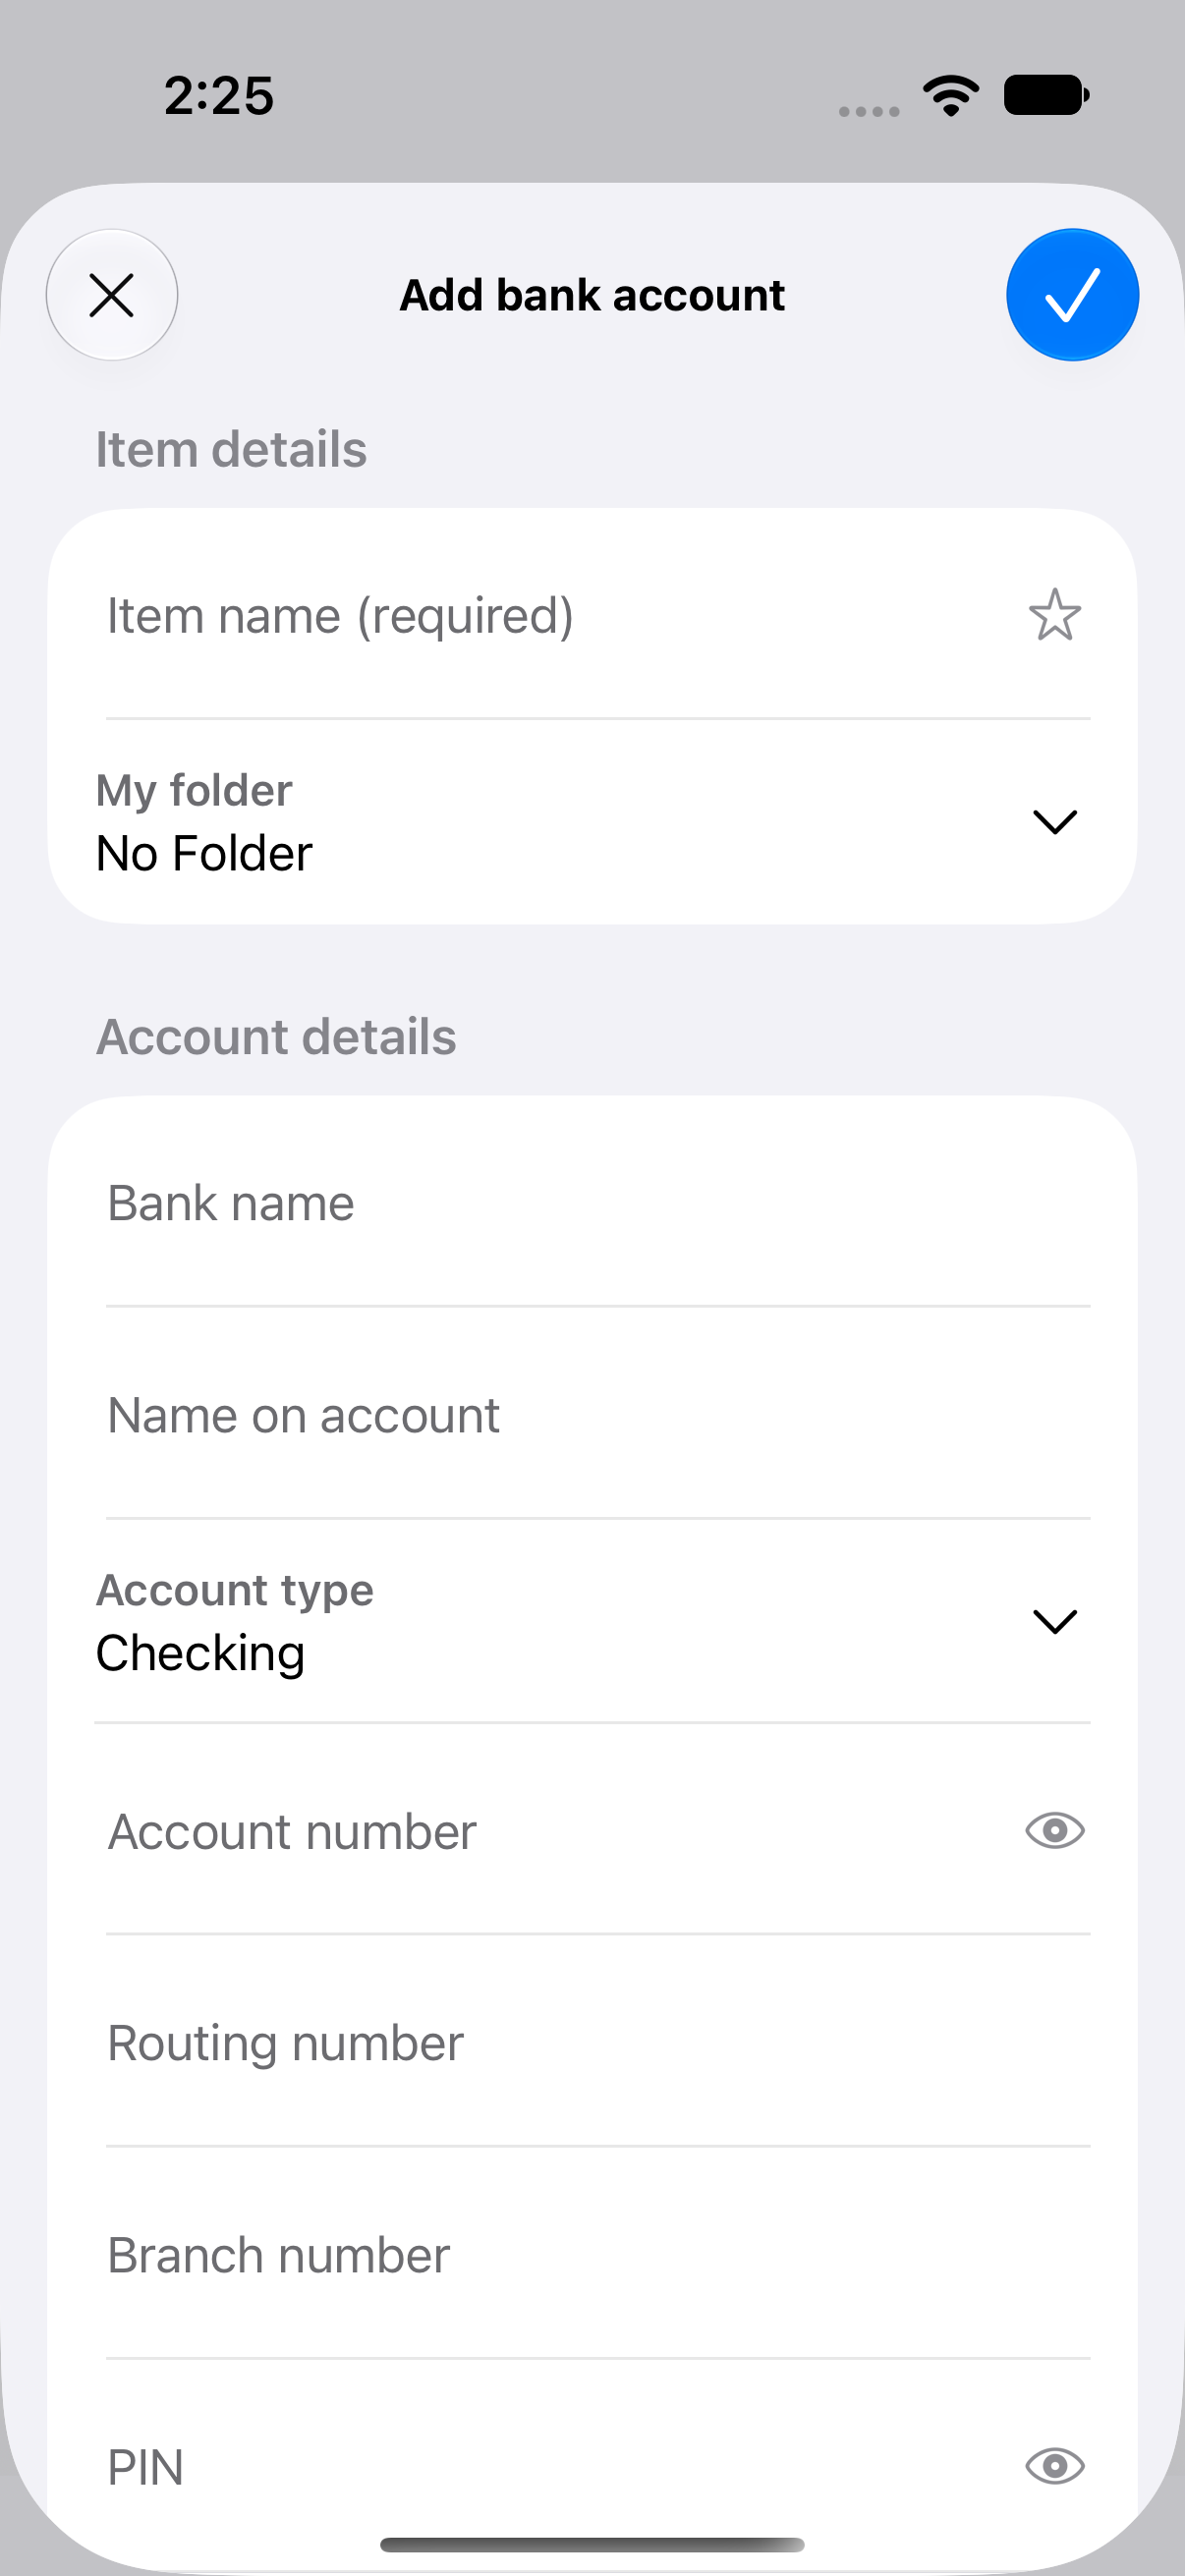 2:25
Add bank account
Item details
Item name (required)
My folder
No Folder
Account details
Bank name
Name on account
Account type
Checking
Account number
Routing number
Branch number
PIN